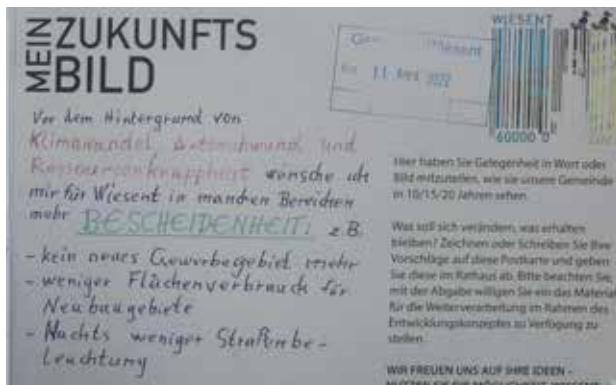 MEIN ZUKUNFTS
BILD
WIESENT
11. 2022
60000 0
Vor dem Hintergrund von
Klimawandel, Artenschwund und
Ressourcenknappheit wünsche ich
mir für Wiesent in manchen Bereichen
mehr BESCHEIDENHEIT: z.B.
- kein neues Gewerbegebiet mehr
- weniger Flächenverbrauch für
Neubaugebiete
- Nachts weniger Straßenbe-
leuchtung
Hier haben Sie Gelegenheit in Wort oder
Bild mitzuteilen, wie sie unsere Gemeinde
in 10/15/20 Jahren sehen.
Was soll sich verändern, was erhalten
bleiben? Zeichnen oder Schreiben Sie Ihre
Vorschläge auf diese Postkarte und geben
Sie diese im Rathaus ab. Bitte beachten Sie,
mit der Abgabe willigen Sie ein das Material
für die Weiterverarbeitung im Rahmen des
Entwicklungskonzeptes zu Verfügung zu
stellen.
WIR FREUEN UNS AUF IHRE IDEEN -